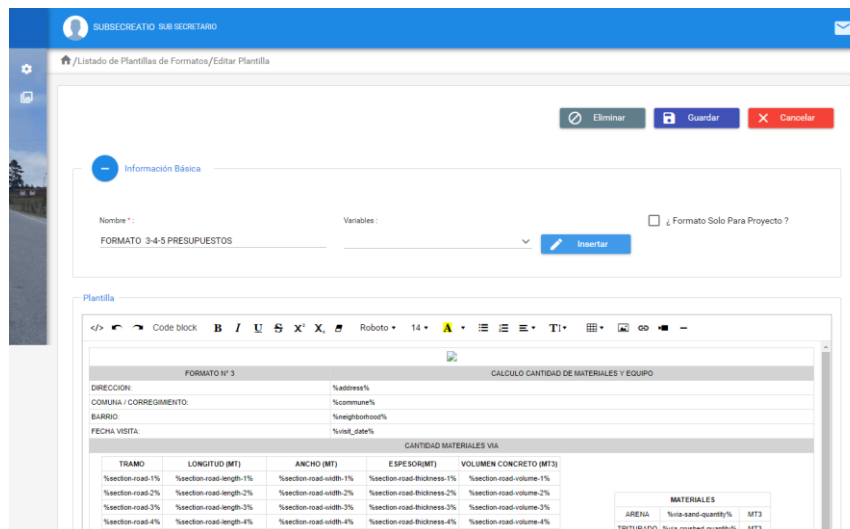 SUBSECREATIO SUB SECRETARIO
/Listado de Plantillas de Formatos/Editar Plantilla
Eliminar Guardar Cancelar
Información Básica
Nombre * : Variables : ¿ Formato Solo Para Proyecto ?
FORMATO 3-4-5 PRESUPUESTOS Insertar
Plantilla
</> Code block B I U S X² X, Roboto 14 A TI
FORMATO N° 3 CALCULO CANTIDAD DE MATERIALES Y EQUIPO
DIRECCION: %address%
COMUNA / CORREGIMIENTO: %commune%
BARRIO: %neighborhood%
FECHA VISITA: %visit_date%
CANTIDAD MATERIALES VIA
TRAMO LONGITUD (MT) ANCHO (MT) ESPESOR(MT) VOLUMEN CONCRETO (MT3)
%section-road-1% %section-road-length-1% %section-road-width-1% %section-road-thickness-1% %section-road-volume-1%
%section-road-2% %section-road-length-2% %section-road-width-2% %section-road-thickness-2% %section-road-volume-2%
MATERIALES
%section-road-3% %section-road-length-3% %section-road-width-3% %section-road-thickness-3% %section-road-volume-3%
ARENA %via-sand-quantity% MT3
%section-road-4% %section-road-length-4% %section-road-width-4% %section-road-thickness-4% %section-road-volume-4%
TRITURADO %via-crushed-quantity% MT3